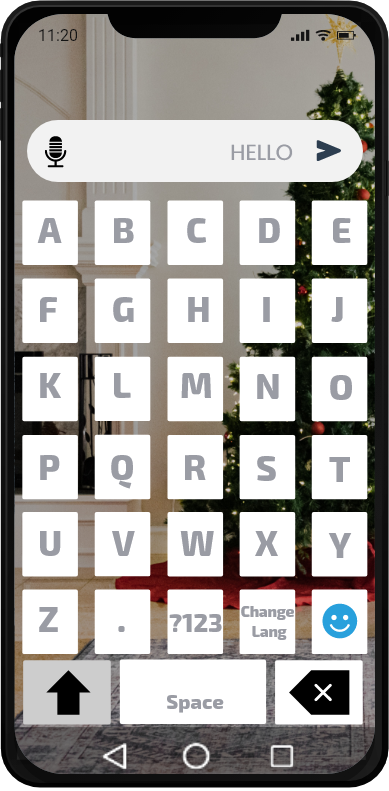 11:20
HELLO
A B C D E
F G H I J
K L M N O
P Q R S T
U V W X Y
Z . ?123 Change
Lang
Space